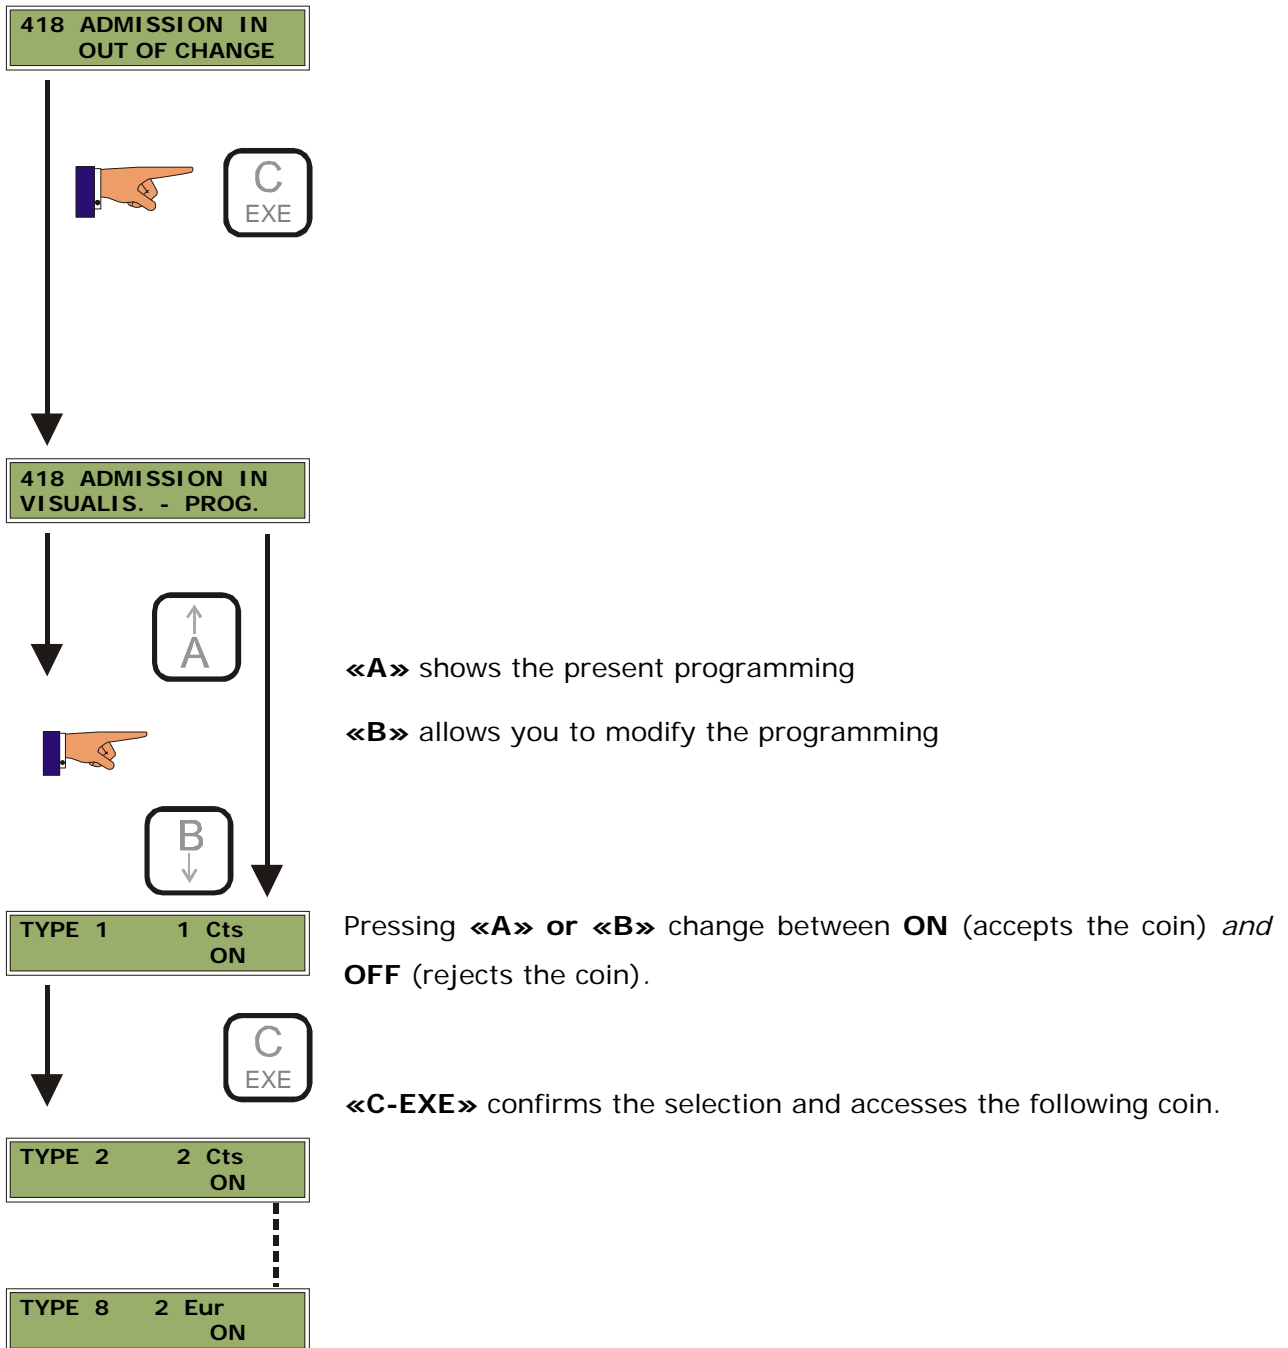 418 ADMISSION IN
OUT OF CHANGE
C
EXE
418 ADMISSION IN
VISUALIS. - PROG.
A
«A» shows the present programming
«B» allows you to modify the programming
B
TYPE 1 1 Cts
ON
Pressing «A» or «B» change between ON (accepts the coin) and
OFF (rejects the coin).
C
EXE
«C-EXE» confirms the selection and accesses the following coin.
TYPE 2 2 Cts
ON
TYPE 8 2 Eur
ON